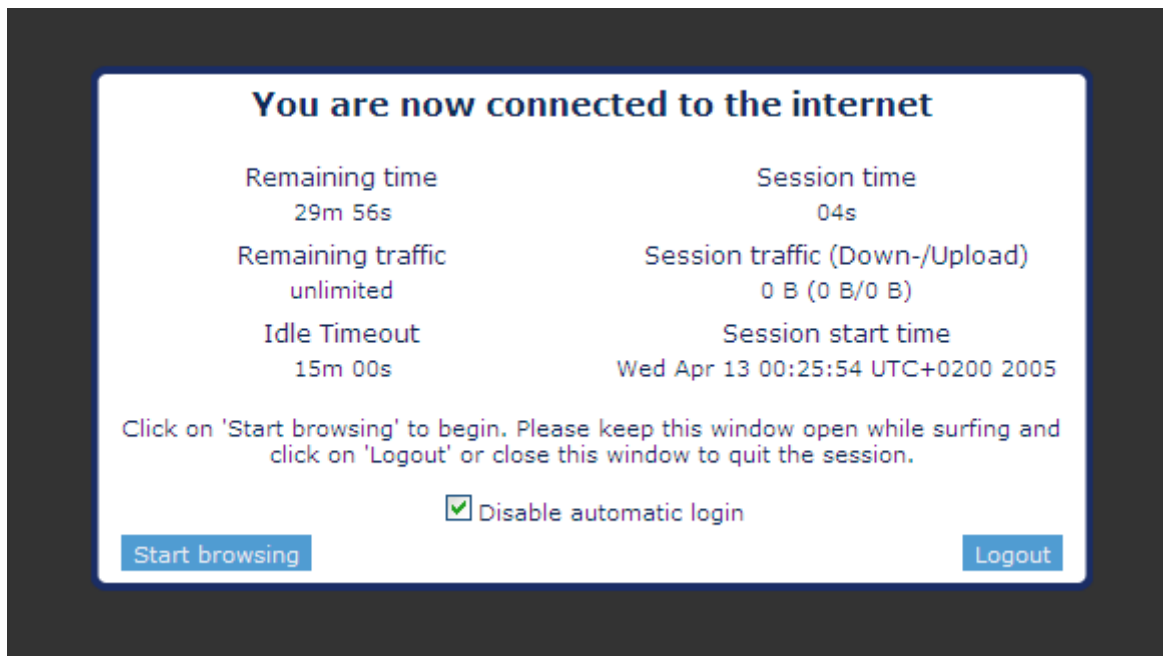 You are now connected to the internet
Remaining time
Session time
29m 56s
04s
Remaining traffic
Session traffic (Down-/Upload)
unlimited
0 B (0 B/0 B)
Idle Timeout
Session start time
15m 00s
Wed Apr 13 00:25:54 UTC+0200 2005
Click on 'Start browsing' to begin. Please keep this window open while surfing and
click on 'Logout' or close this window to quit the session.
Disable automatic login
Start browsing
Logout